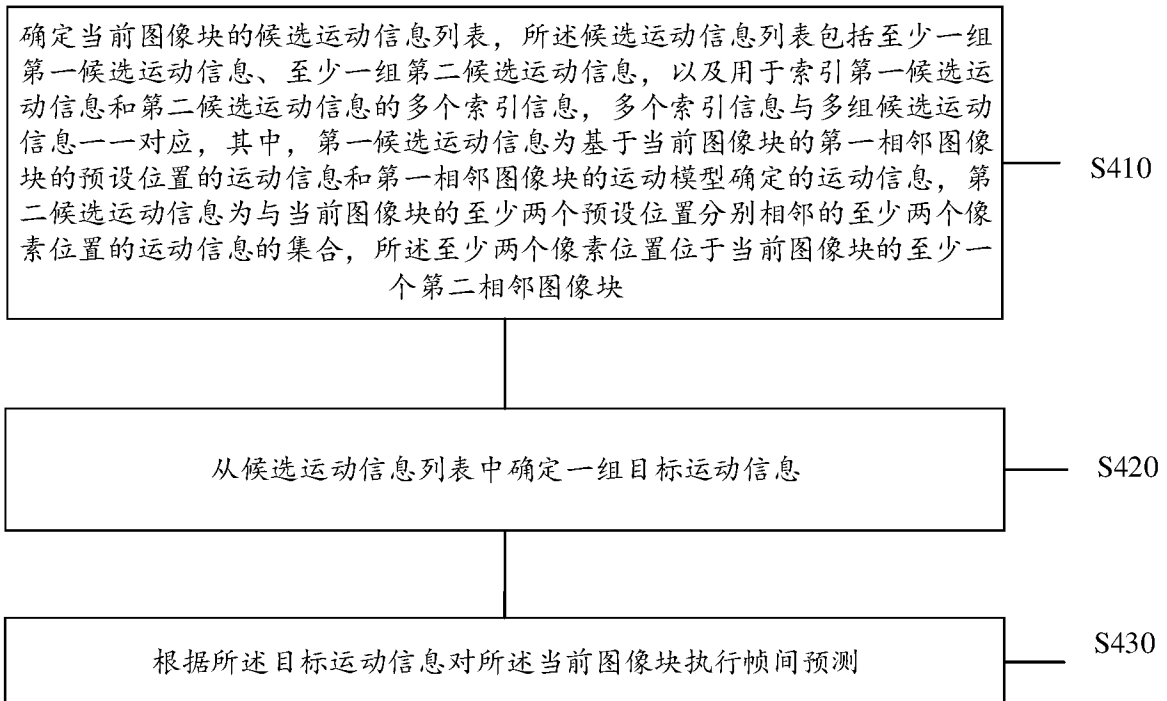 确定当前图像块的候选运动信息列表，所述候选运动信息列表包括至少一组
第一候选运动信息、至少一组第二候选运动信息，以及用于索引第一候选运
动信息和第二候选运动信息的多个索引信息，多个索引信息与多组候选运动
信息一一对应，其中，第一候选运动信息为基于当前图像块的第一相邻图像
块的预设位置的运动信息和第一相邻图像块的运动模型确定的运动信息，第
二候选运动信息为与当前图像块的至少两个预设位置分别相邻的至少两个像
素位置的运动信息的集合，所述至少两个像素位置位于当前图像块的至少一
个第二相邻图像块
S410
从候选运动信息列表中确定一组目标运动信息
S420
根据所述目标运动信息对所述当前图像块执行帧间预测
S430